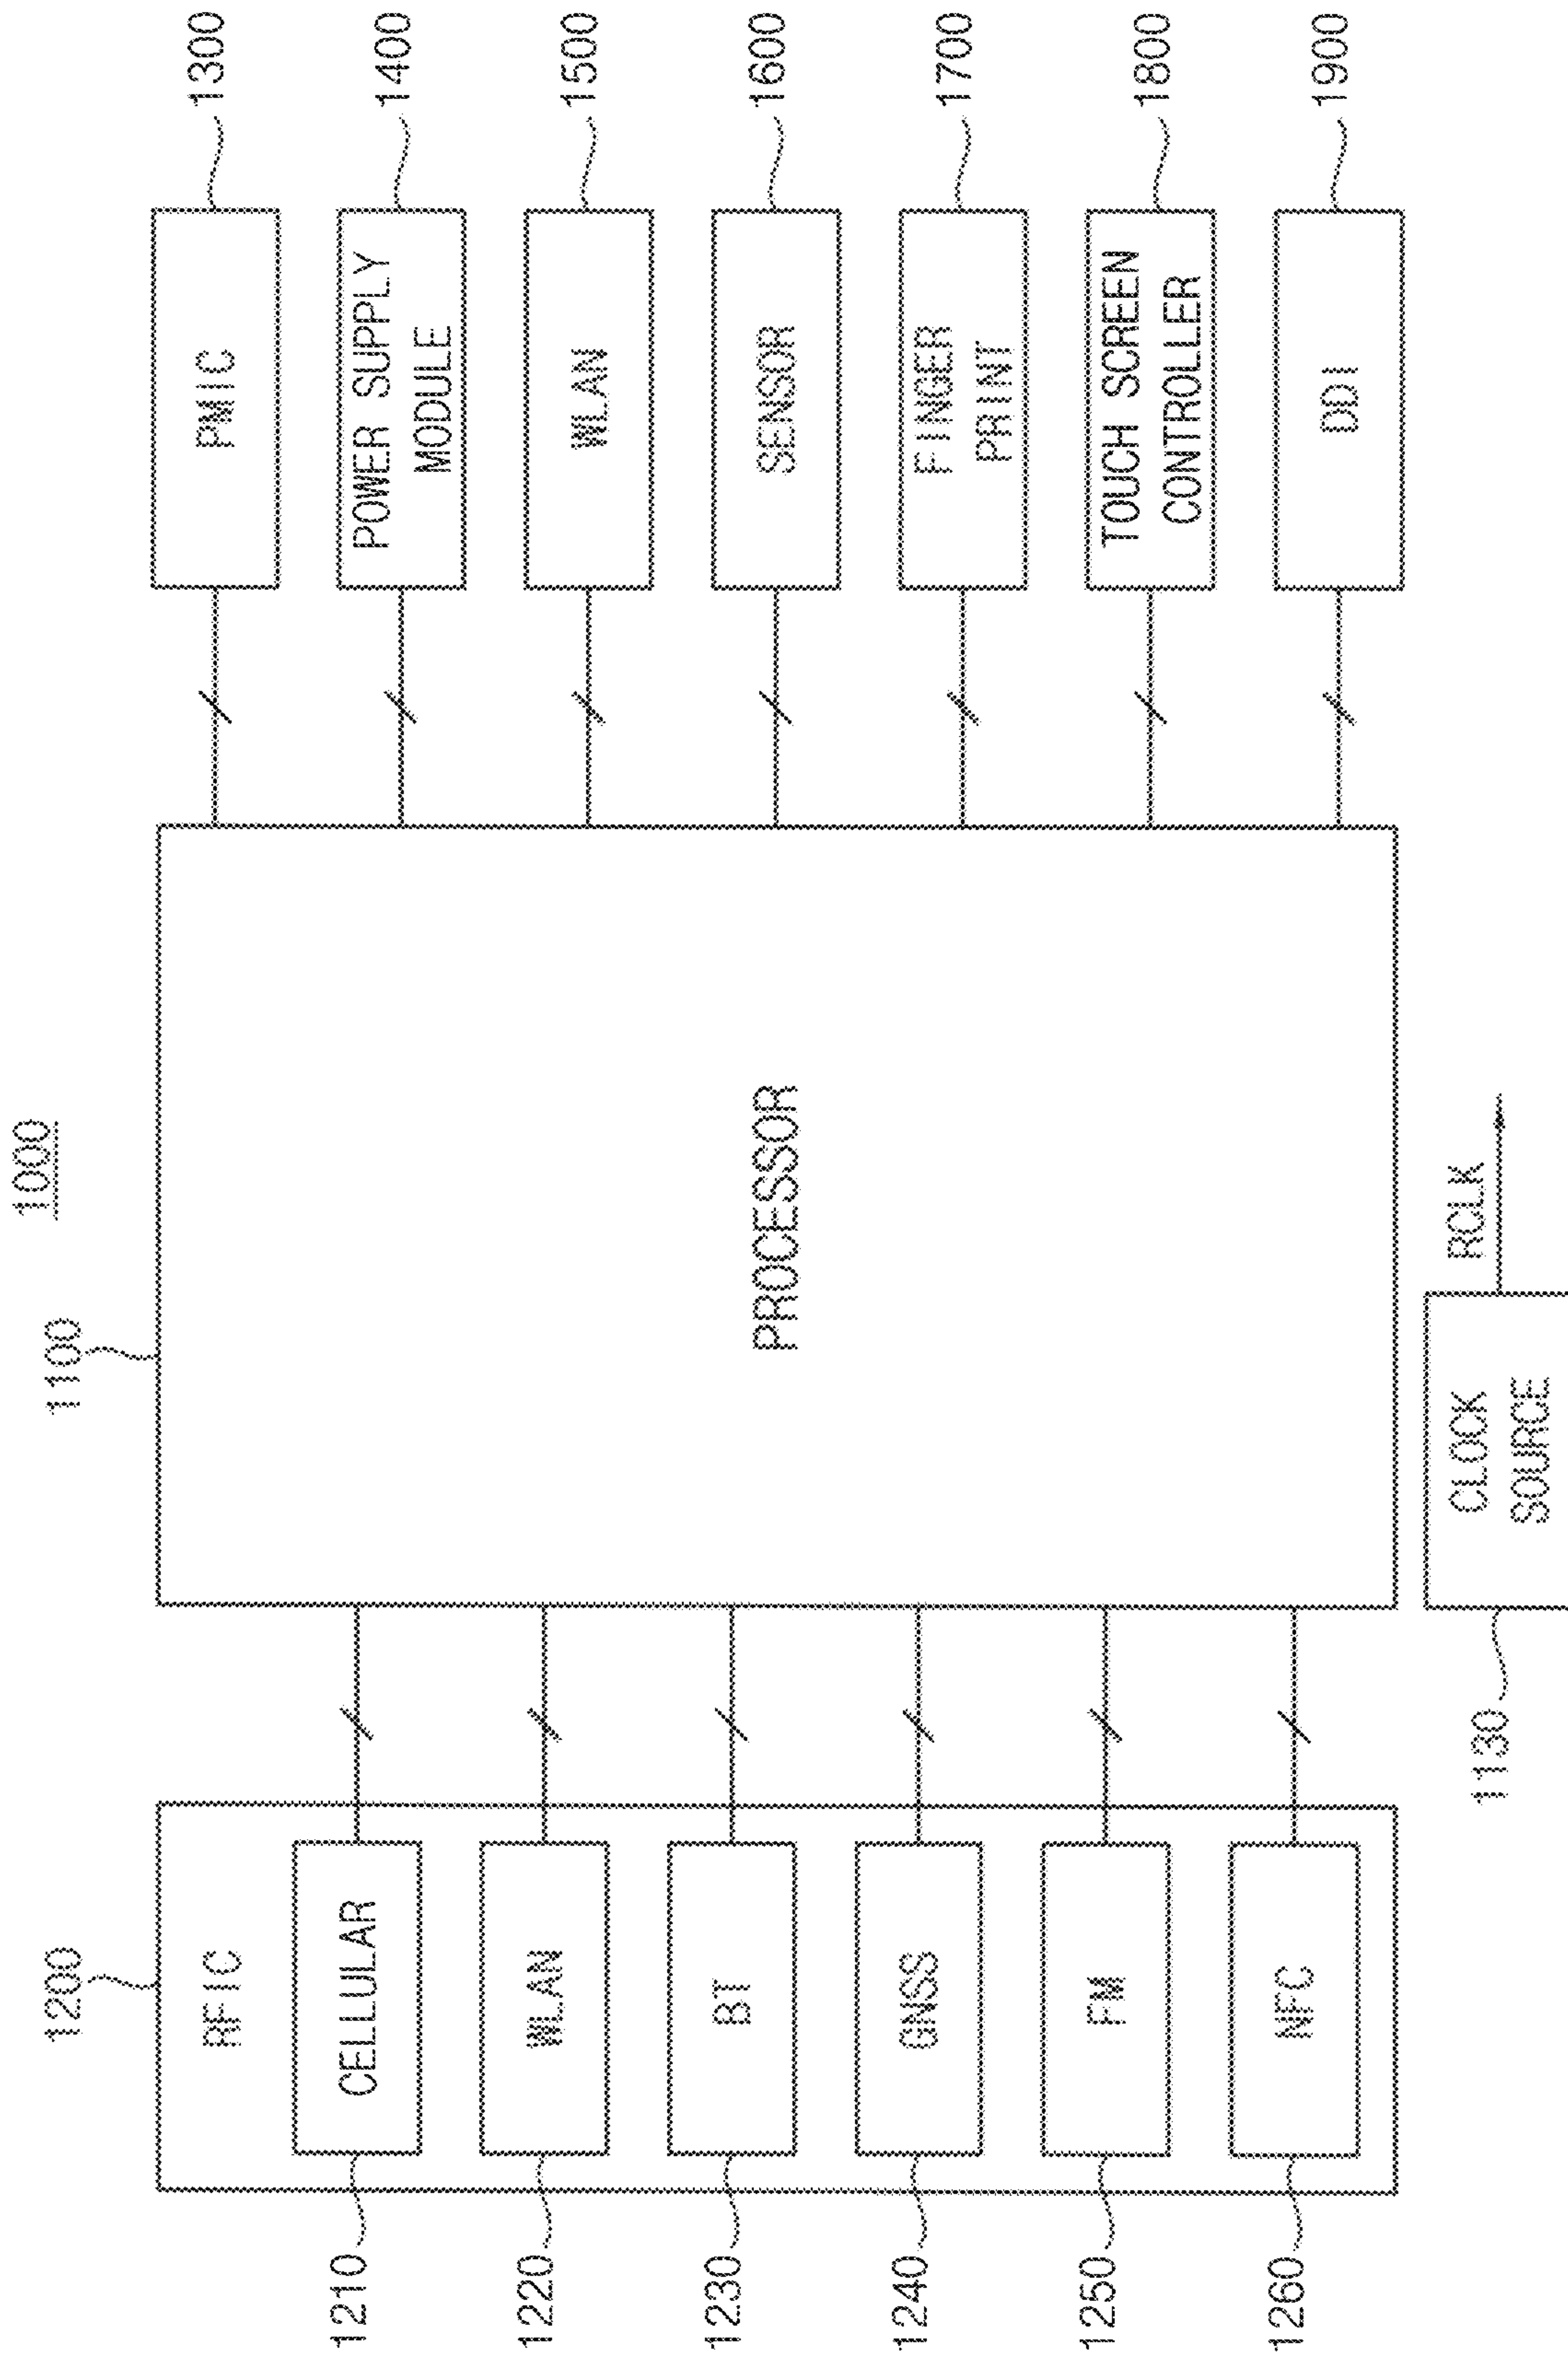 1000
1200
RFIC
1210
CELLULAR
1220
WLAN
1230
BT
1240
GNSS
1250
FM
1260
NFC
1100
PROCESSOR
1130
CLOCK
SOURCE
RCLK
PMIC
1300
POWER SUPPLY
MODULE
1400
WLAN
1500
SENSOR
1600
FINGER
PRINT
1700
TOUCH SCREEN
CONTROLLER
1800
DDI
1900